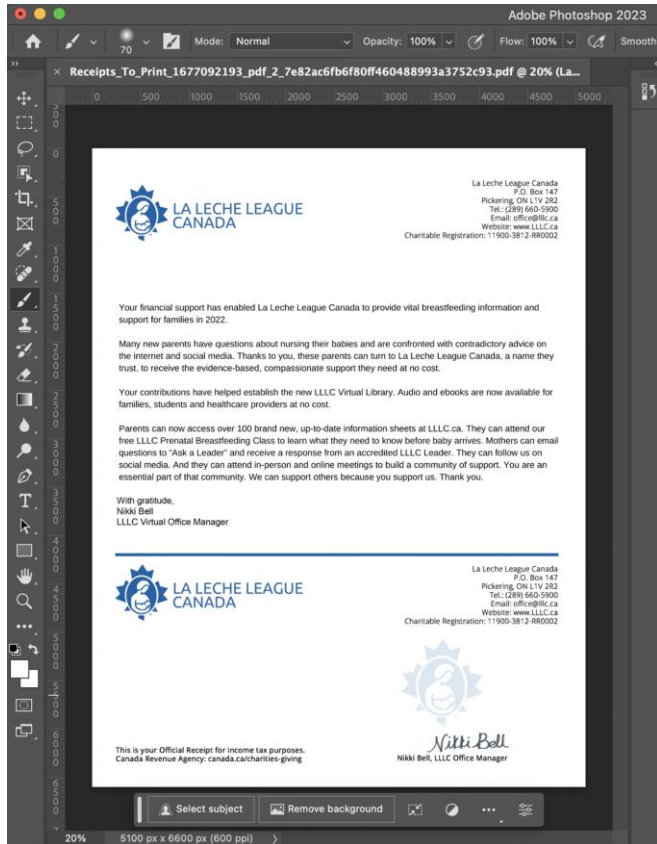 Adobe Photoshop 2023
70
Mode: Normal
Opacity: 100%
Flow: 100%
Smooth
× Receipts_To_Print_1677092193_pdf_2_7e82ac6fb6f80ff460488993a3752c93.pdf @ 20% (La...
0 500 1000 1500 2000 2500 3000 3500 4000 4500 5000
La Leche League Canada
P.O. Box 147
Pickering, ON L1V 2R2
Tel.: (289) 660-5900
Email: office@lllc.ca
Website: www.LLLC.ca
Charitable Registration: 11900-3812-RR0002
LA LECHE LEAGUE
CANADA
Your financial support has enabled La Leche League Canada to provide vital breastfeeding information and
support for families in 2022.
Many new parents have questions about nursing their babies and are confronted with contradictory advice on
the internet and social media. Thanks to you, these parents can turn to La Leche League Canada, a name they
trust, to receive the evidence-based, compassionate support they need at no cost.
Your contributions have helped establish the new LLLC Virtual Library. Audio and ebooks are now available for
families, students and healthcare providers at no cost.
Parents can now access over 100 brand new, up-to-date information sheets at LLLC.ca. They can attend our
free LLLC Prenatal Breastfeeding Class to learn what they need to know before baby arrives. Mothers can email
questions to "Ask a Leader" and receive a response from an accredited LLLC Leader. They can follow us on
social media. And they can attend in-person and online meetings to build a community of support. You are an
essential part of that community. We can support others because you support us. Thank you.
With gratitude,
Nikki Bell
LLLC Virtual Office Manager
La Leche League Canada
P.O. Box 147
Pickering, ON L1V 2R2
Tel.: (289) 660-5900
Email: office@lllc.ca
Website: www.LLLC.ca
Charitable Registration: 11900-3812-RR0002
LA LECHE LEAGUE
CANADA
Nikki Bell
This is your Official Receipt for income tax purposes.
Canada Revenue Agency: canada.ca/charities-giving
Nikki Bell, LLLC Office Manager
Select subject
Remove background
20%
5100 px x 6600 px (600 ppi)